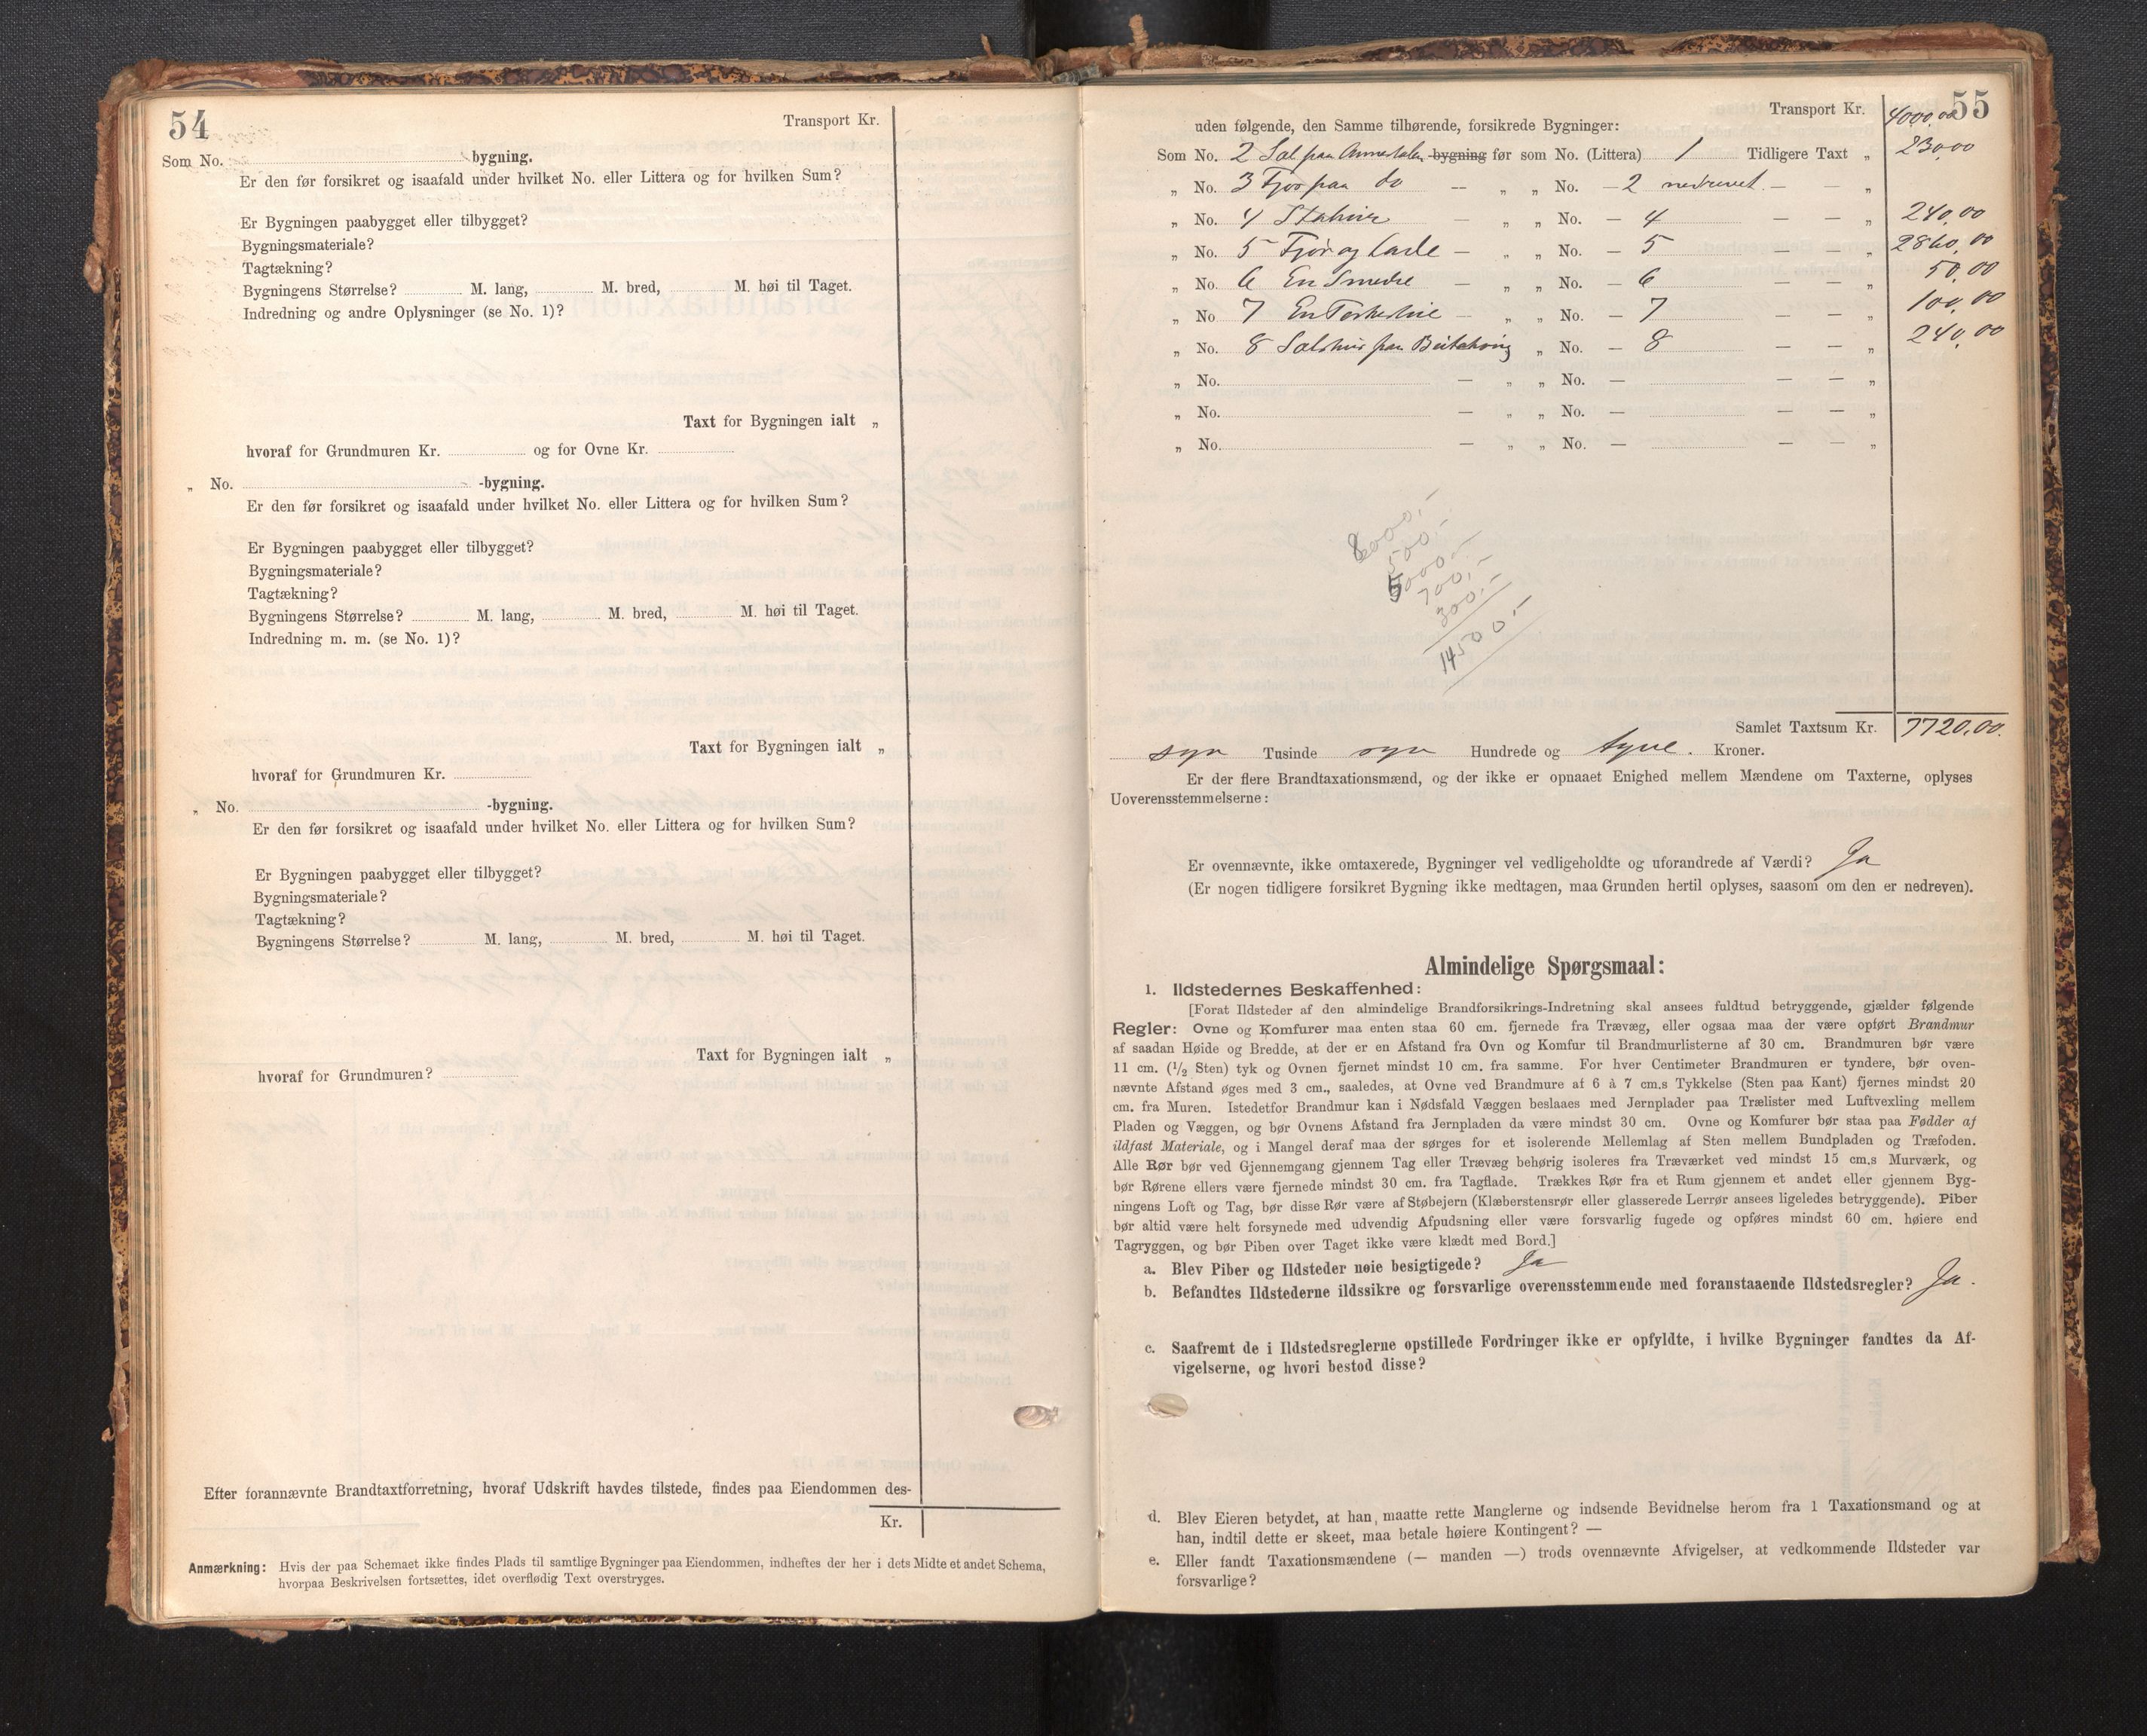 54
Transport Kr.
Som No. bygning.
Er den før forsikret og isaafald under hvilket No. eller Littera og for hvilken Sum?
Er Bygningen paabygget eller tilbygget?
Bygningsmateriale?
Tagtækning?
Bygningens Størrelse? M. lang, M. bred, M. høi til Taget.
Indredning og andre Oplysninger (se No. 1)?
Taxt for Bygningen ialt „
hvoraf for Grundmuren Kr. og for Ovne Kr.
„ No. -bygning.
Er den før forsikret og isaafald under hvilket No. eller Littera og for hvilken Sum?
Er Bygningen paabygget eller tilbygget?
Bygningsmateriale?
Tagtækning?
Bygningens Størrelse? M. lang, M. bred, M. høi til Taget.
Indredning m. m. (se No. 1)?
Taxt for Bygningen ialt „
hvoraf for Grundmuren Kr.
„ No. -bygning.
Er den før forsikret og isaafald under hvilket No. eller Littera og for hvilken Sum?
Er Bygningen paabygget eller tilbygget?
Bygningsmateriale?
Tagtækning?
Bygningens Størrelse? M. lang, M. bred, M. høi til Taget.
Taxt for Bygningen ialt „
hvoraf for Grundmuren?
Efter forannævnte Brandtaxtforretning, hvoraf Udskrift havdes tilstede, findes paa Eiendommen des-
Kr.
Anmærkning: Hvis der paa Schemaet ikke findes Plads til samtlige Bygninger paa Eiendommen, indheftes der her i dets Midte et andet Schema,
hvorpaa Beskrivelsen fortsættes, idet overflødig Text overstryges.
55
Transport Kr. 4000,00
uden følgende, den Samme tilhørende, forsikrede Bygninger:
Som No. 2 Sæl paa bygning før som No. (Littera) 1 Tidligere Taxt „ 230,00
„ No. 3 Fjøs paa do — „ „ No. — 2 nedrevet. — — „
„ No. 4 Stabur — „ „ No. — 4 — — „ 240,00
„ No. 5 Fjøs og Lade — „ „ No. — 5 — — „ 2860,00
„ No. 6 En Smedie — „ „ No. — 6 — — „ 50,00
„ No 7 En — „ „ No. — 7 — — „ 100,00
„ No. 8 Sælshus paa „ No. — 8 — — „ 240,00
„ No. — „ „ No. — — — „
„ No. — „ „ No. — — — „
„ No. — „ „ No. — — — „
8000,-
500,-
5000,-
700,-
300,-
14500,-
Samlet Taxtsum Kr. 7720,00
syv Tusinde syv Hundrede og tyve. Kroner.
Er der flere Brandtaxationsmænd, og der ikke er opnaaet Enighed mellem Mændene om Taxterne, oplyses
Uoverensstemmelserne:
Er ovennævnte, ikke omtaxerede, Bygninger vel vedligeholdte og uforandrede af Værdi? Ja
(Er nogen tidligere forsikret Bygning ikke medtagen, maa Grunden hertil oplyses, saasom om den er nedreven).
Almindelige Spørgsmaal:
1. Ildstedernes Beskaffenhed:
[Forat Ildsteder af den almindelige Brandforsikrings-Indretning skal ansees fuldtud betryggende, gjælder følgende
Regler: Ovne og Komfurer maa enten staa 60 cm. fjernede fra Trævæg, eller ogsaa maa der være opført Brandmur
af saadan Høide og Bredde, at der er en Afstand fra Ovn og Komfur til Brandmurlisterne af 30 cm. Brandmuren bør være
11 cm. (1/2 Sten) tyk og Ovnen fjernet mindst 10 cm. fra samme. For hver Centimeter Brandmuren er tyndere, bør oven-
nævnte Afstand øges med 3 cm., saaledes, at Ovne ved Brandmure af 6 à 7 cm.s Tykkelse (Sten paa Kant) fjernes mindst 20
cm. fra Muren. Istedetfor Brandmur kan i Nødsfald Væggen beslaaes med Jernplader paa Trælister med Luftvexling mellem
Pladen og Væggen, og bør Ovnens Afstand fra Jernpladen da være mindst 30 cm. Ovne og Komfurer bør staa paa Fødder af
ildfast Materiale, og i Mangel deraf maa der sørges for et isolerende Mellemlag af Sten mellem Bundpladen og Træfoden.
Alle Rør bør ved Gjennemgang gjennem Tag eller Trævæg behørig isoleres fra Træværket ved mindst 15 cm.s Murværk, og
bør Rørene ellers være fjernede mindst 30 cm. fra Tagflade. Trækkes Rør fra et Rum gjennem et andet eller gjennem Byg-
ningens Loft og Tag, bør disse Rør være af Støbejern (Klæberstensrør eller glasserede Lerrør ansees ligeledes betryggende). Piber
bør altid være helt forsynede med udvendig Afpudsning eller være forsvarlig fugede og opføres mindst 60 cm. høiere end
Tagryggen, og bør Piben over Taget ikke være klædt med Bord.]
a. Blev Piber og Ildsteder nøie besigtigede? Ja
b. Befandtes Ildstederne ildssikre og forsvarlige overensstemmende med foranstaaende Ildstedsregler? Ja.
c. Saafremt de i Ildstedsreglerne opstillede Fordringer ikke er opfyldte, i hvilke Bygninger fandtes da Af-
vigelserne, og hvori bestod disse?
d. Blev Eieren betydet, at han maatte rette Manglerne og indsende Bevidnelse herom fra 1 Taxationsmand og at
han, indtil dette er skeet, maa betale høiere Kontingent? —
e. Eller fandt Taxationsmændene (— manden —) trods ovennævnte Afvigelser, at vedkommende Ildsteder var
forsvarlige?